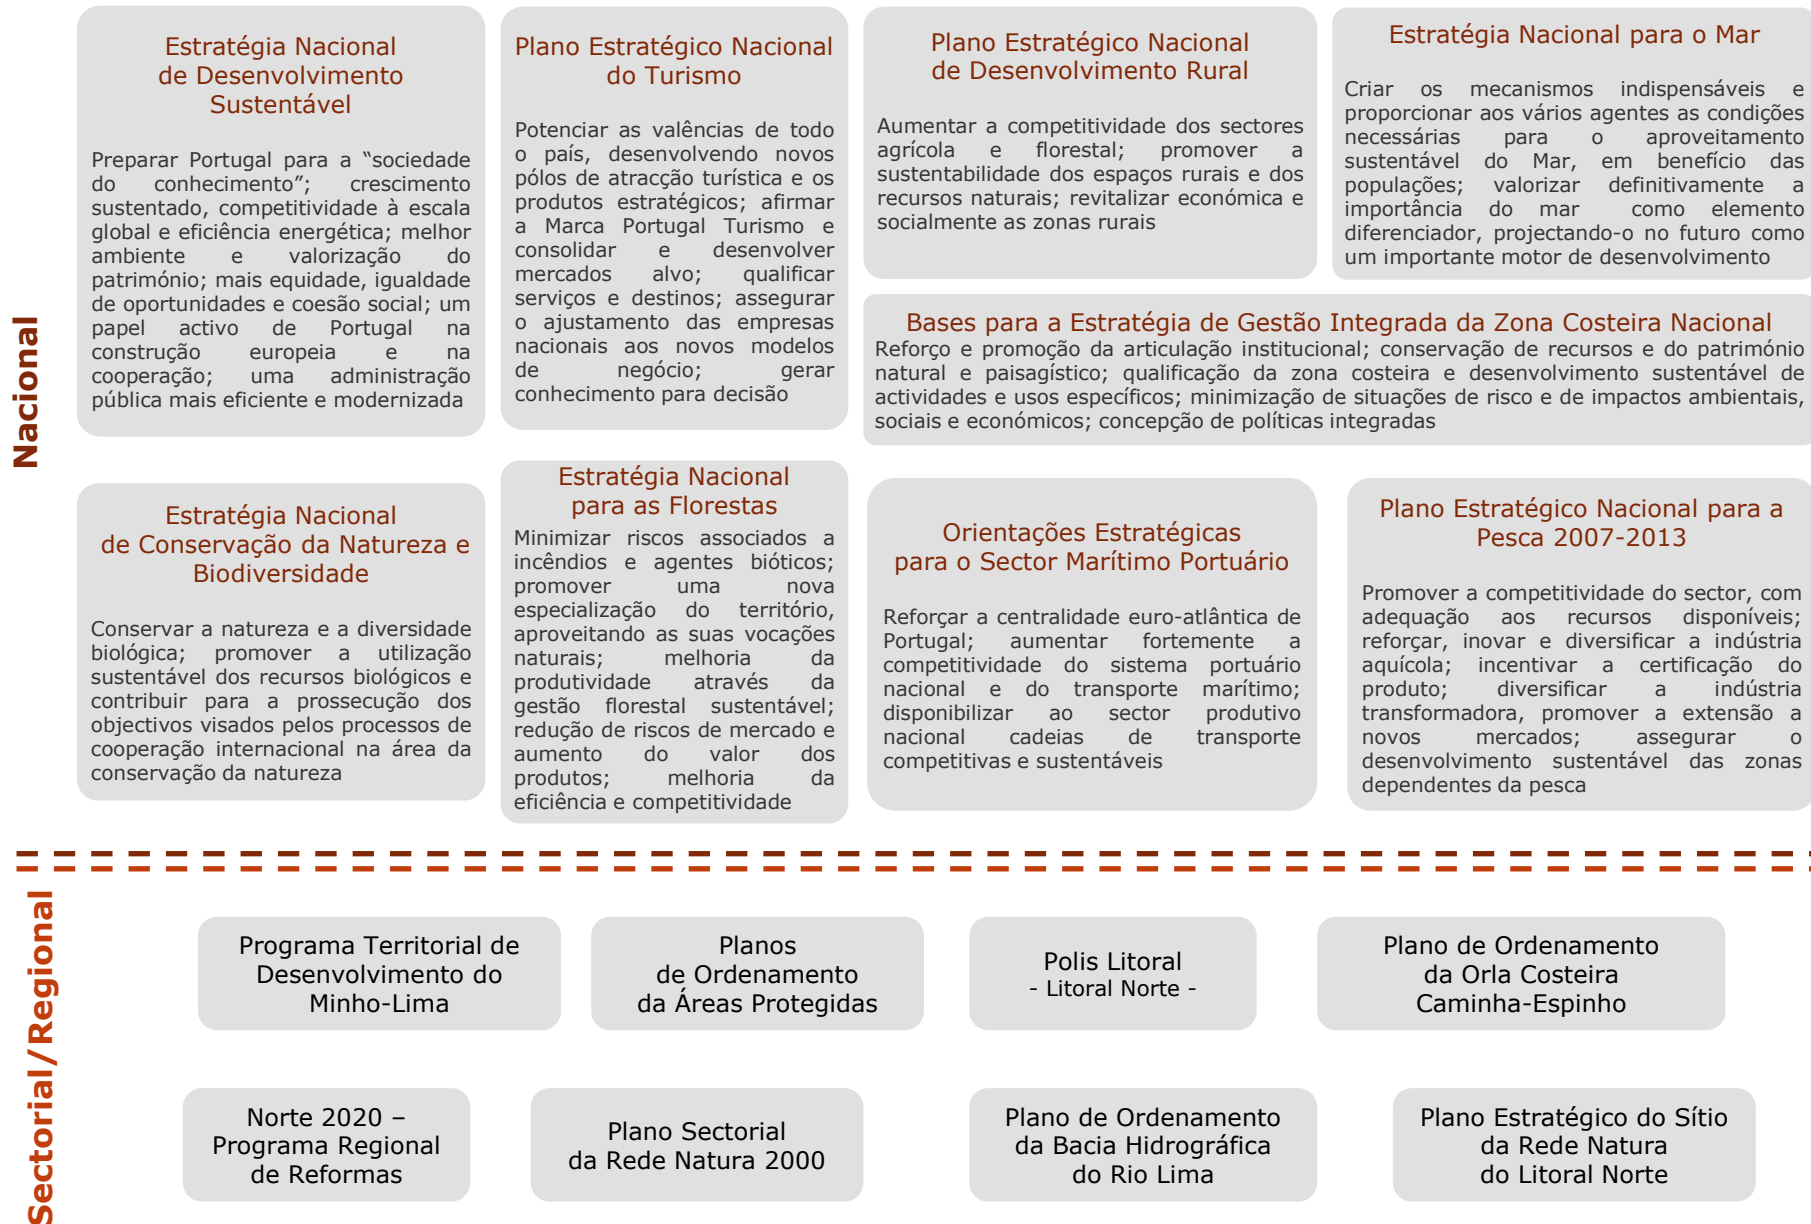 Nacional
Estratégia Nacional
de Desenvolvimento
Sustentável
Preparar Portugal para a “sociedade
do conhecimento”; crescimento
sustentado, competitividade à escala
global e eficiência energética; melhor
ambiente e valorização do
património; mais equidade, igualdade
de oportunidades e coesão social; um
papel activo de Portugal na
construção europeia e na
cooperação; uma administração
pública mais eficiente e modernizada
Plano Estratégico Nacional
do Turismo
Potenciar as valências de todo
o país, desenvolvendo novos
pólos de atracção turística e os
produtos estratégicos; afirmar
a Marca Portugal Turismo e
consolidar e desenvolver
mercados alvo; qualificar
serviços e destinos; assegurar
o ajustamento das empresas
nacionais aos novos modelos
de negócio; gerar
conhecimento para decisão
Plano Estratégico Nacional
de Desenvolvimento Rural
Aumentar a competitividade dos sectores
agrícola e florestal; promover a
sustentabilidade dos espaços rurais e dos
recursos naturais; revitalizar económica e
socialmente as zonas rurais
Estratégia Nacional para o Mar
Criar os mecanismos indispensáveis e
proporcionar aos vários agentes as condições
necessárias para o aproveitamento
sustentável do Mar, em benefício das
populações; valorizar definitivamente a
importância do mar como elemento
diferenciador, projectando-o no futuro como
um importante motor de desenvolvimento
Bases para a Estratégia de Gestão Integrada da Zona Costeira Nacional
Reforço e promoção da articulação institucional; conservação de recursos e do património
natural e paisagístico; qualificação da zona costeira e desenvolvimento sustentável de
actividades e usos específicos; minimização de situações de risco e de impactos ambientais,
sociais e económicos; concepção de políticas integradas
Estratégia Nacional
de Conservação da Natureza e
Biodiversidade
Conservar a natureza e a diversidade
biológica; promover a utilização
sustentável dos recursos biológicos e
contribuir para a prossecução dos
objectivos visados pelos processos de
cooperação internacional na área da
conservação da natureza
Estratégia Nacional
para as Florestas
Minimizar riscos associados a
incêndios e agentes bióticos;
promover uma nova
especialização do território,
aproveitando as suas vocações
naturais; melhoria da
produtividade através da
gestão florestal sustentável;
redução de riscos de mercado e
aumento do valor dos
produtos; melhoria da
eficiência e competitividade
Orientações Estratégicas
para o Sector Marítimo Portuário
Reforçar a centralidade euro-atlântica de
Portugal; aumentar fortemente a
competitividade do sistema portuário
nacional e do transporte marítimo;
disponibilizar ao sector produtivo
nacional cadeias de transporte
competitivas e sustentáveis
Plano Estratégico Nacional para a
Pesca 2007-2013
Promover a competitividade do sector, com
adequação aos recursos disponíveis;
reforçar, inovar e diversificar a indústria
aquícola; incentivar a certificação do
produto; diversificar a indústria
transformadora, promover a extensão a
novos mercados; assegurar o
desenvolvimento sustentável das zonas
dependentes da pesca
Sectorial/Regional
Programa Territorial de
Desenvolvimento do
Minho-Lima
Planos
de Ordenamento
da Áreas Protegidas
Polis Litoral
- Litoral Norte -
Plano de Ordenamento
da Orla Costeira
Caminha-Espinho
Norte 2020 –
Programa Regional
de Reformas
Plano Sectorial
da Rede Natura 2000
Plano de Ordenamento
da Bacia Hidrográfica
do Rio Lima
Plano Estratégico do Sítio
da Rede Natura
do Litoral Norte